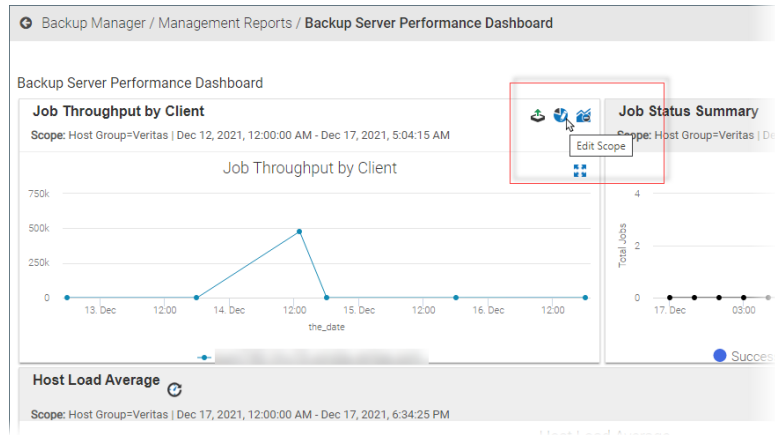 Backup Manager / Management Reports / Backup Server Performance Dashboard
Backup Server Performance Dashboard
Job Throughput by Client
Scope: Host Group=Veritas | Dec 12, 2021, 12:00:00 AM - Dec 17, 2021, 5:04:15 AM
Edit Scope
Job Throughput by Client
750k
500k
250k
0
13. Dec 12:00 14. Dec 12:00 15. Dec 12:00 16. Dec 12:00
the_date
Job Status Summary
Host Group=Veritas |
Total Jobs
4
2
0
17. Dec 03:00
Succes
Host Load Average
Scope: Host Group=Veritas | Dec 17, 2021, 12:00:00 AM - Dec 17, 2021, 6:34:25 PM